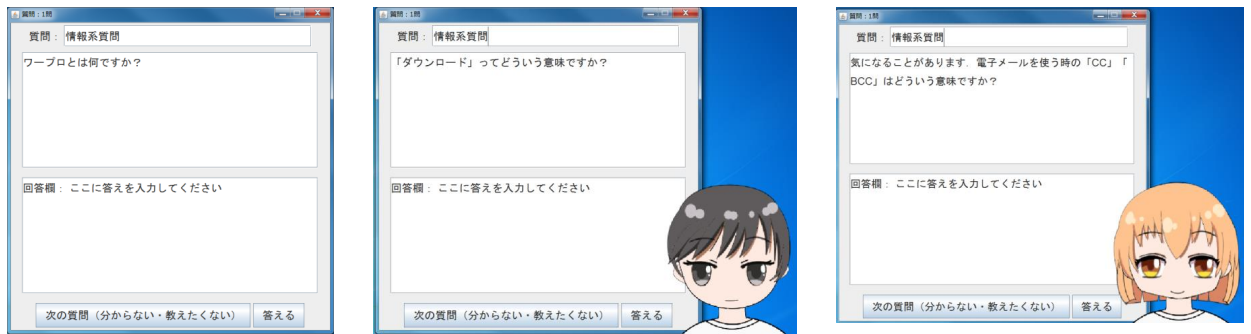 質問：1問
質問： 情報系質問
ワープロとは何ですか？
回答欄： ここに答えを入力してください
次の質問（分からない・教えたくない） 答える
質問：1問
質問： 情報系質問
「ダウンロード」ってどういう意味ですか？
回答欄： ここに答えを入力してください
次の質問（分からない・教えたくない） 答える
質問：1問
質問： 情報系質問
気になることがあります．電子メールを使う時の「CC」「
BCC」はどういう意味ですか？
回答欄： ここに答えを入力してください
次の質問（分からない・教えたくない） 答える